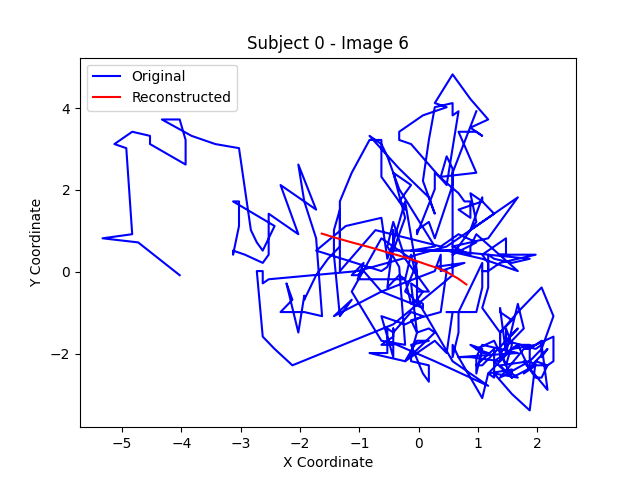 Subject 0 - Image 6
Original
Reconstructed
4
2
0
−2
Y Coordinate
−5
−4
−3
−2
−1
0
1
2
X Coordinate